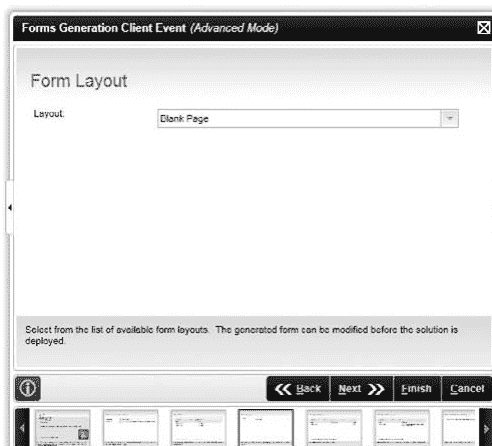 Forms Generation Client Event (Advanced Mode)
Form Layout
Layout:
Blank Page
Select from the list of available form layouts. The generated form can be modified before the solution is
deployed.
Back Next Finish Cancel